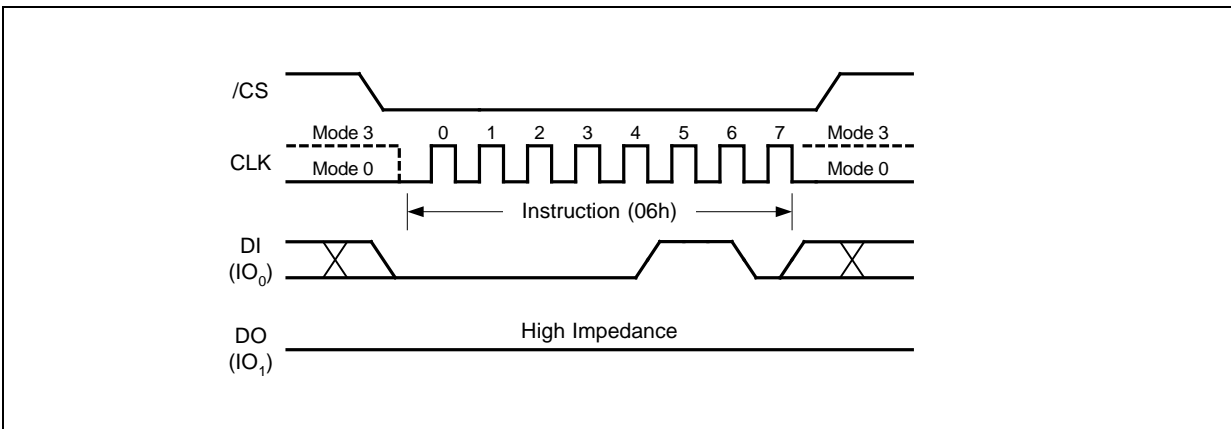 /CS
Mode 3 0 1 2 3 4 5 6 7 Mode 3
CLK
Mode 0 Mode 0
Instruction (06h)
DI
(IO0)
High Impedance
DO
(IO1)